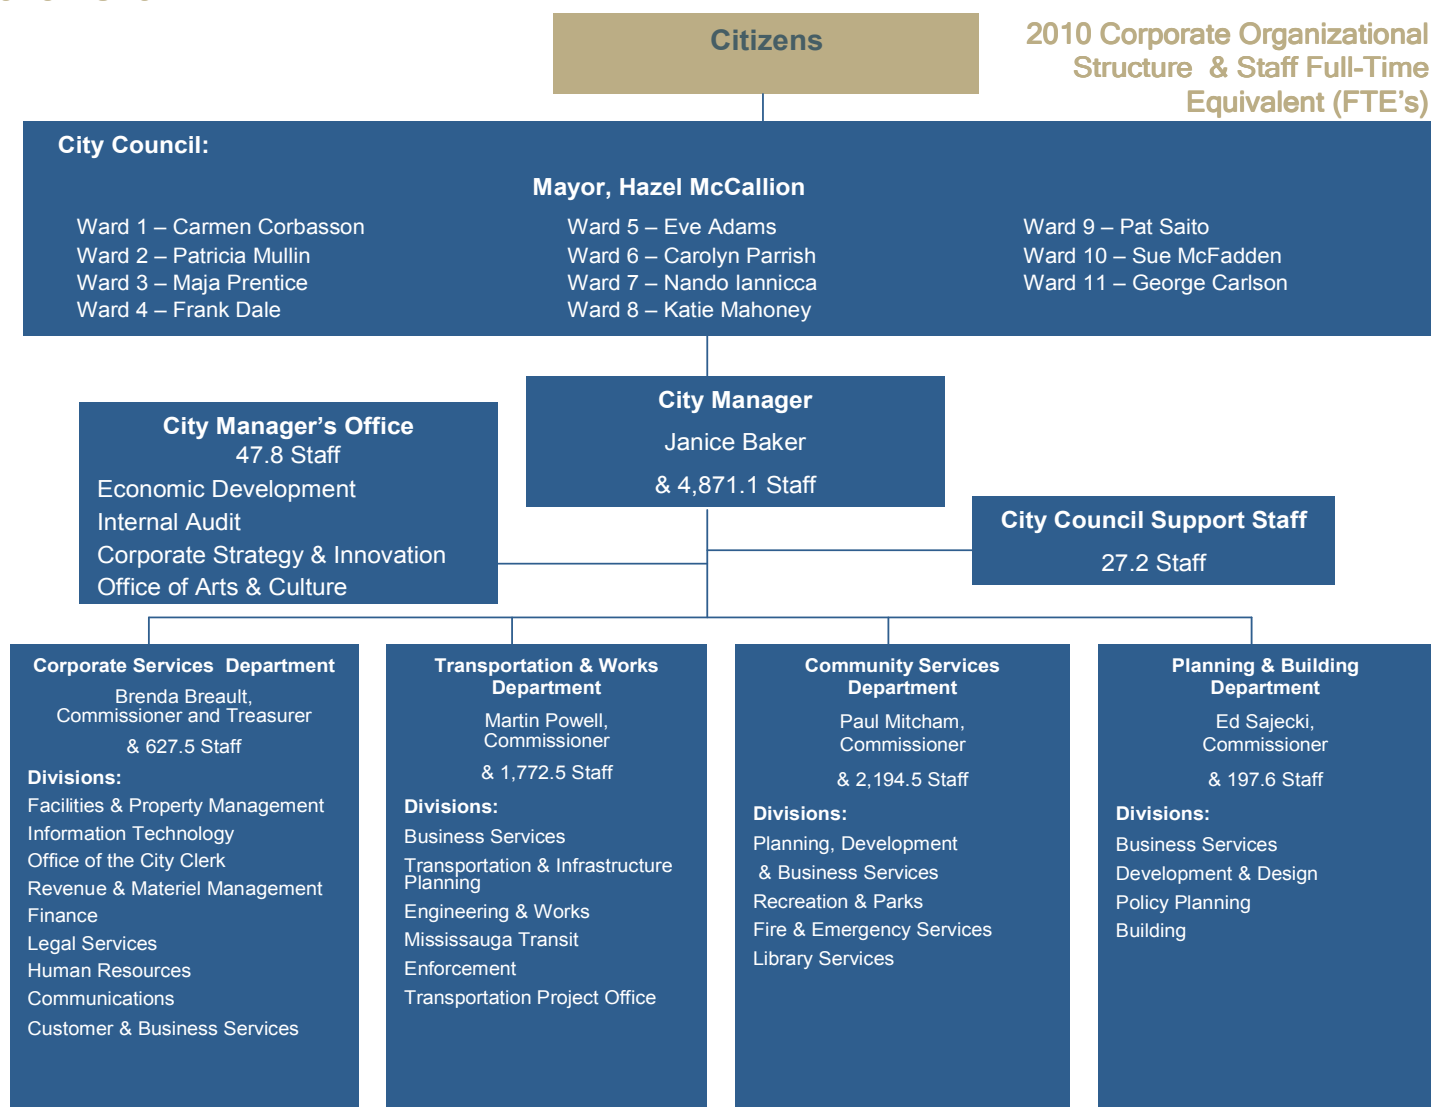 Citizens
2010 Corporate Organizational
Structure & Staff Full-Time
Equivalent (FTE's)
City Council:
Mayor, Hazel McCallion
Ward 1 – Carmen Corbasson
Ward 2 – Patricia Mullin
Ward 3 – Maja Prentice
Ward 4 – Frank Dale
Ward 5 – Eve Adams
Ward 6 – Carolyn Parrish
Ward 7 – Nando Iannicca
Ward 8 – Katie Mahoney
Ward 9 – Pat Saito
Ward 10 – Sue McFadden
Ward 11 – George Carlson
City Manager
Janice Baker
& 4,871.1 Staff
City Manager’s Office
47.8 Staff
Economic Development
Internal Audit
Corporate Strategy & Innovation
Office of Arts & Culture
City Council Support Staff
27.2 Staff
Corporate Services Department
Brenda Breault,
Commissioner and Treasurer
& 627.5 Staff
Divisions:
Facilities & Property Management
Information Technology
Office of the City Clerk
Revenue & Materiel Management
Finance
Legal Services
Human Resources
Communications
Customer & Business Services
Transportation & Works
Department
Martin Powell,
Commissioner
& 1,772.5 Staff
Divisions:
Business Services
Transportation & Infrastructure
Planning
Engineering & Works
Mississauga Transit
Enforcement
Transportation Project Office
Community Services
Department
Paul Mitcham,
Commissioner
& 2,194.5 Staff
Divisions:
Planning, Development
& Business Services
Recreation & Parks
Fire & Emergency Services
Library Services
Planning & Building
Department
Ed Sajecki,
Commissioner
& 197.6 Staff
Divisions:
Business Services
Development & Design
Policy Planning
Building